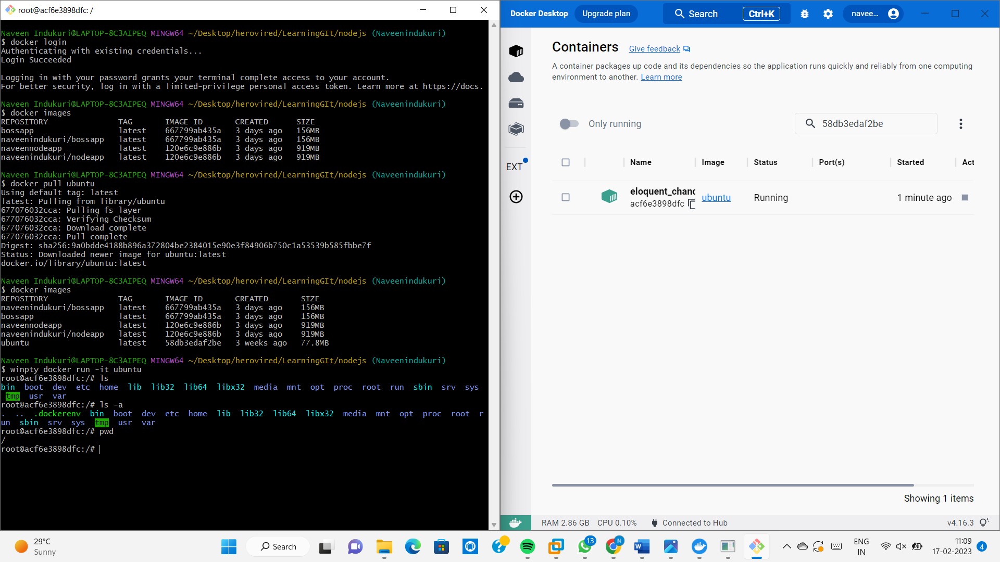 root@acf6e3898dfc: /
Naveen Indukuri@LAPTOP-8C3AIPEQ MINGW64 ~/Desktop/herovired/LearningGIt/nodejs (Naveenindukuri)
$ docker login
Authenticating with existing credentials...
Login Succeeded
Logging in with your password grants your terminal complete access to your account.
For better security, log in with a limited-privilege personal access token. Learn more at https://docs.
Naveen Indukuri@LAPTOP-8C3AIPEQ MINGW64 ~/Desktop/herovired/LearningGIt/nodejs (Naveenindukuri)
$ docker images
REPOSITORY TAG IMAGE ID CREATED SIZE
bossapp latest 667799ab435a 3 days ago 156MB
naveenindukuri/bossapp latest 667799ab435a 3 days ago 156MB
naveennodeapp latest 120e6c9e886b 3 days ago 919MB
naveenindukuri/nodeapp latest 120e6c9e886b 3 days ago 919MB
Naveen Indukuri@LAPTOP-8C3AIPEQ MINGW64 ~/Desktop/herovired/LearningGIt/nodejs (Naveenindukuri)
$ docker pull ubuntu
Using default tag: latest
latest: Pulling from library/ubuntu
677076032cca: Pulling fs layer
677076032cca: Verifying Checksum
677076032cca: Download complete
677076032cca: Pull complete
Digest: sha256:9a0bdde4188b896a372804be2384015e90e3f84906b750c1a53539b585fbbe7f
Status: Downloaded newer image for ubuntu:latest
docker.io/library/ubuntu:latest
Naveen Indukuri@LAPTOP-8C3AIPEQ MINGW64 ~/Desktop/herovired/LearningGIt/nodejs (Naveenindukuri)
$ docker images
REPOSITORY TAG IMAGE ID CREATED SIZE
naveenindukuri/bossapp latest 667799ab435a 3 days ago 156MB
bossapp latest 667799ab435a 3 days ago 156MB
naveennodeapp latest 120e6c9e886b 3 days ago 919MB
naveenindukuri/nodeapp latest 120e6c9e886b 3 days ago 919MB
ubuntu latest 58db3edaf2be 3 weeks ago 77.8MB
Naveen Indukuri@LAPTOP-8C3AIPEQ MINGW64 ~/Desktop/herovired/LearningGIt/nodejs (Naveenindukuri)
$ winpty docker run -it ubuntu
root@acf6e3898dfc:/# ls
bin boot dev etc home lib lib32 lib64 libx32 media mnt opt proc root run sbin srv sys
tmp usr var
root@acf6e3898dfc:/# ls -a
. .. .dockerenv bin boot dev etc home lib lib32 lib64 libx32 media mnt opt proc root r
un sbin srv sys tmp usr var
root@acf6e3898dfc:/# pwd
/
root@acf6e3898dfc:/#
Docker Desktop Upgrade plan Search Ctrl+K navee...
Containers Give feedback
A container packages up code and its dependencies so the application runs quickly and reliably from one computing
environment to another. Learn more
Only running 58db3edaf2be
EXT
Name Image Status Port(s) Started Act
eloquent_chand
acf6e3898dfc ubuntu Running 1 minute ago
Showing 1 items
RAM 2.86 GB CPU 0.10% Connected to Hub v4.16.3
29°C
Sunny
Search
13
N
ENG
IN
11:09
17-02-2023
4